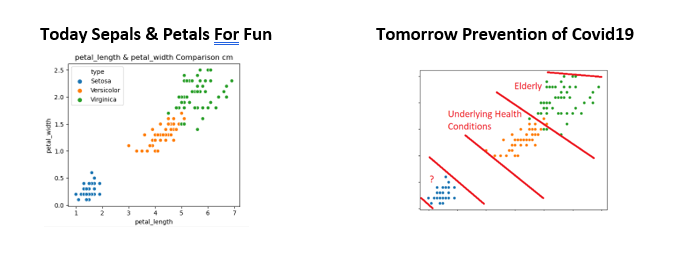 Today Sepals & Petals For Fun
Tomorrow Prevention of Covid19
petal_length & petal_width Comparison cm
type
Setosa
Versicolor
Virginica
petal_width
2.5
2.0
1.5
1.0
0.5
0.0
1 2 3 4 5 6 7
petal_length
Elderly
Underlying Health
Conditions
?